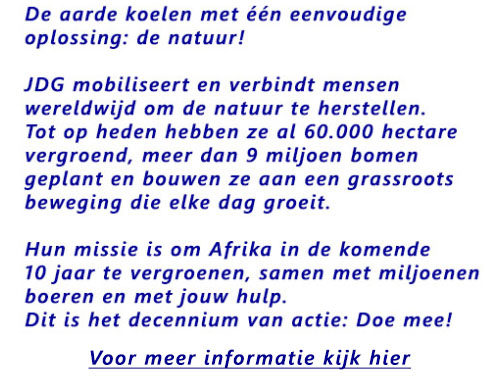 De aarde koelen met één eenvoudige
oplossing: de natuur!
JDG mobiliseert en verbindt mensen
wereldwijd om de natuur te herstellen.
Tot op heden hebben ze al 60.000 hectare
vergroend, meer dan 9 miljoen bomen
geplant en bouwen ze aan een grassroots
beweging die elke dag groeit.
Hun missie is om Afrika in de komende
10 jaar te vergroenen, samen met miljoenen
boeren en met jouw hulp.
Dit is het decennium van actie: Doe mee!
Voor meer informatie kijk hier